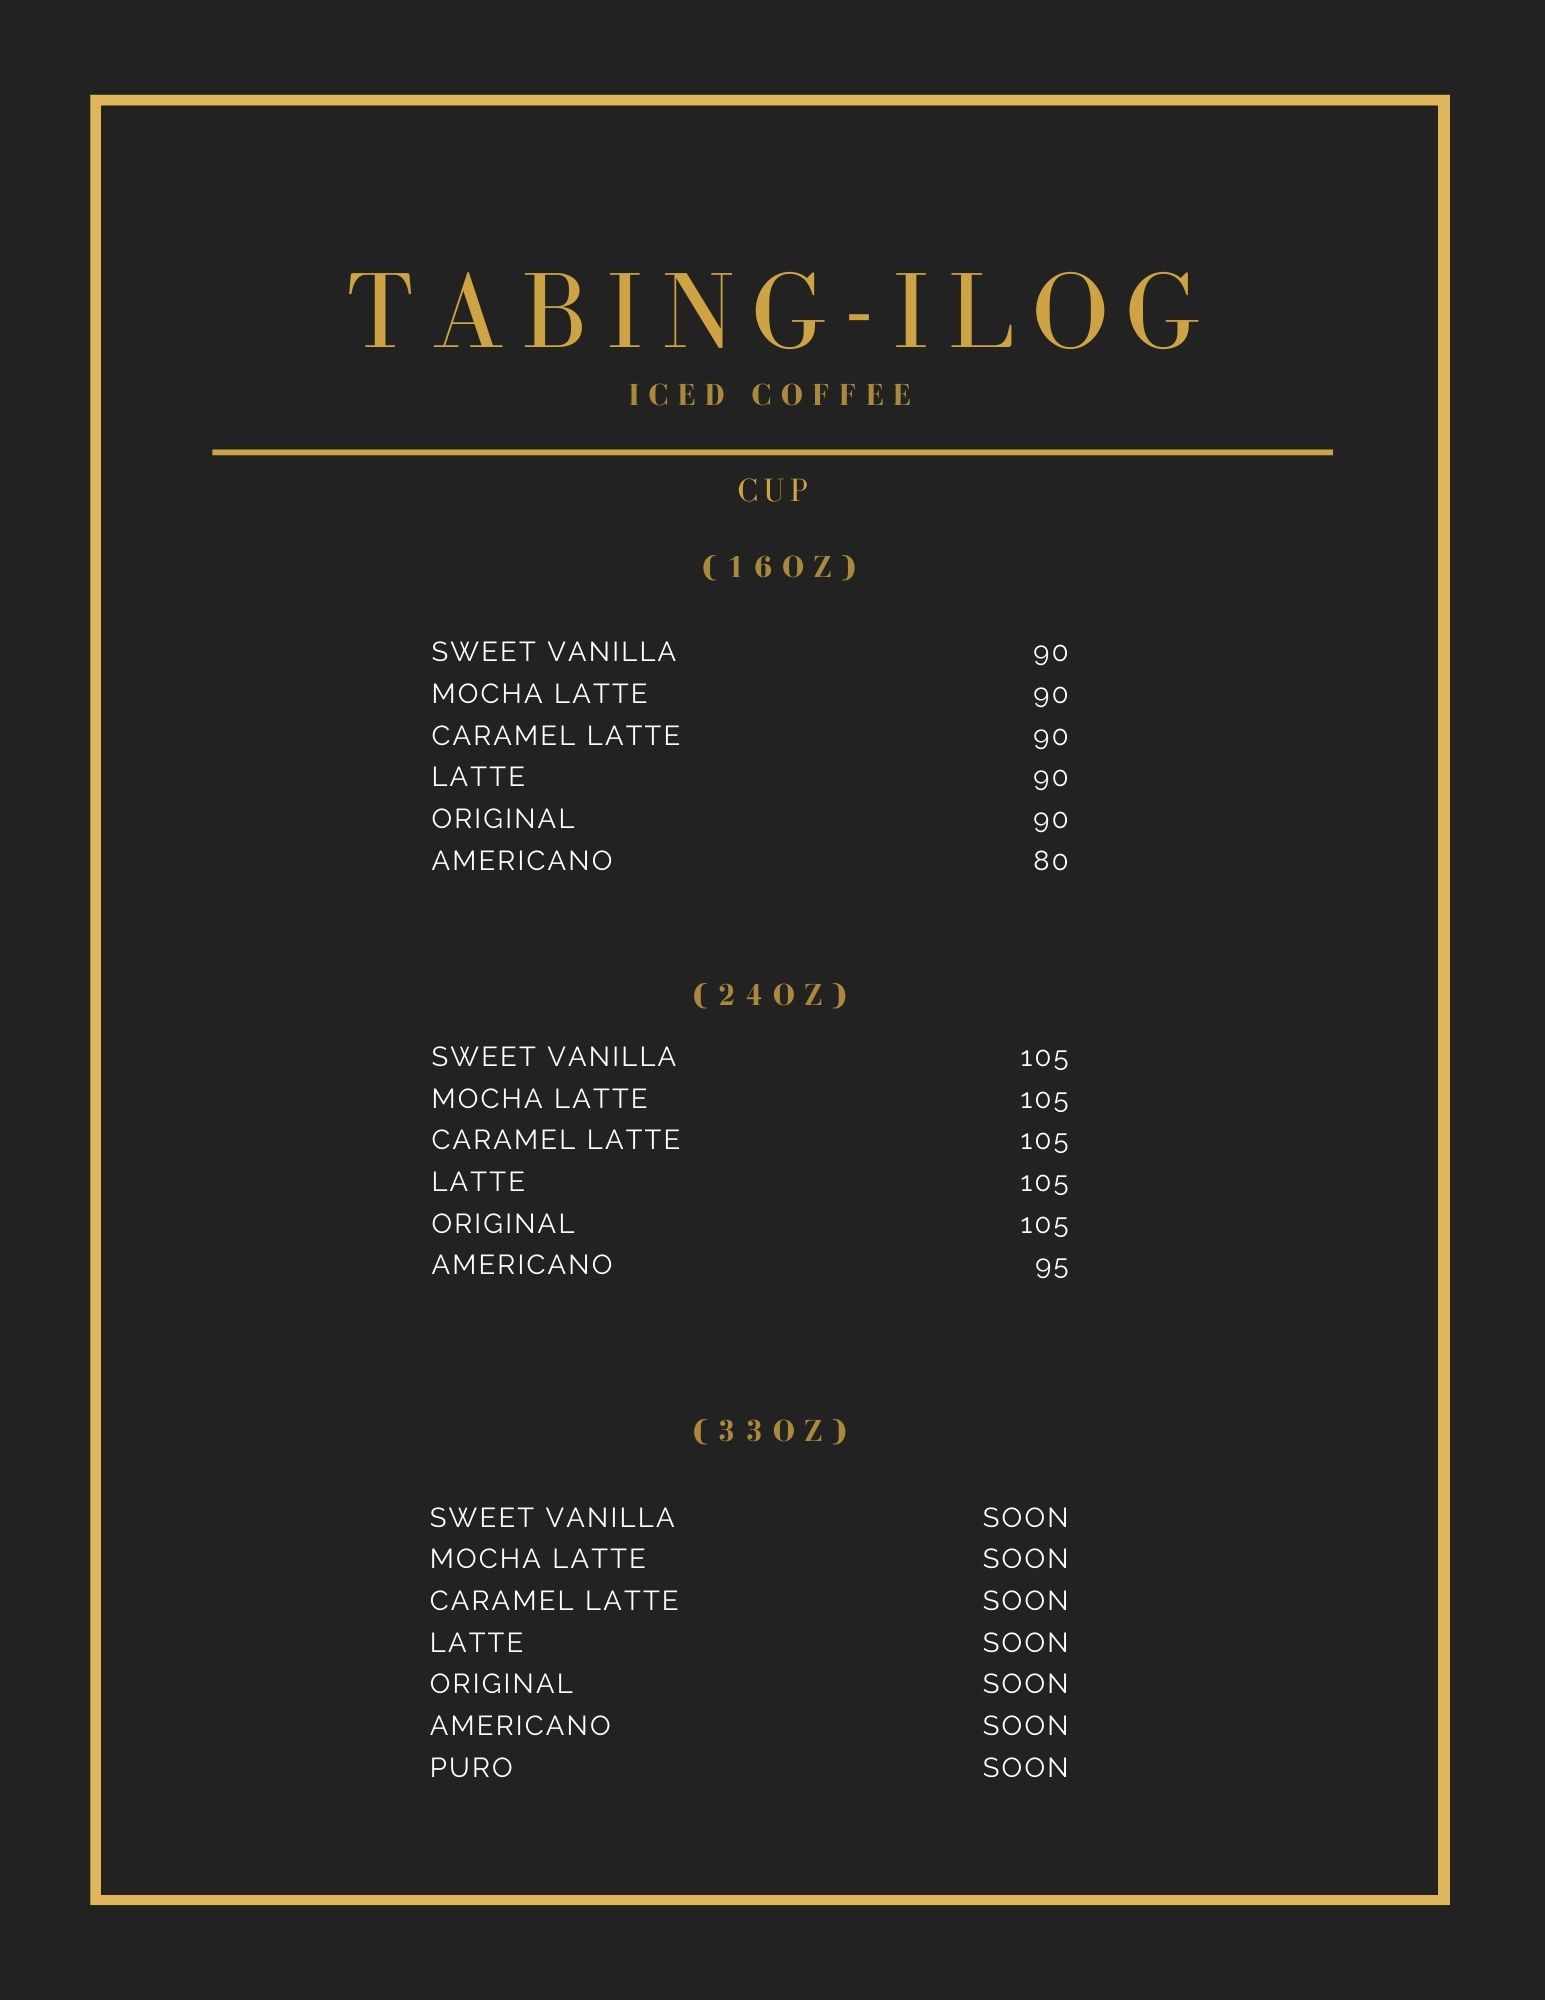 TABING-ILOG
ICED COFFEE
CUP
(16OZ)
SWEET VANILLA 90
MOCHA LATTE 90
CARAMEL LATTE 90
LATTE 90
ORIGINAL 90
AMERICANO 80
(24OZ)
SWEET VANILLA 105
MOCHA LATTE 105
CARAMEL LATTE 105
LATTE 105
ORIGINAL 105
AMERICANO 95
(33OZ)
SWEET VANILLA SOON
MOCHA LATTE SOON
CARAMEL LATTE SOON
LATTE SOON
ORIGINAL SOON
AMERICANO SOON
PURO SOON